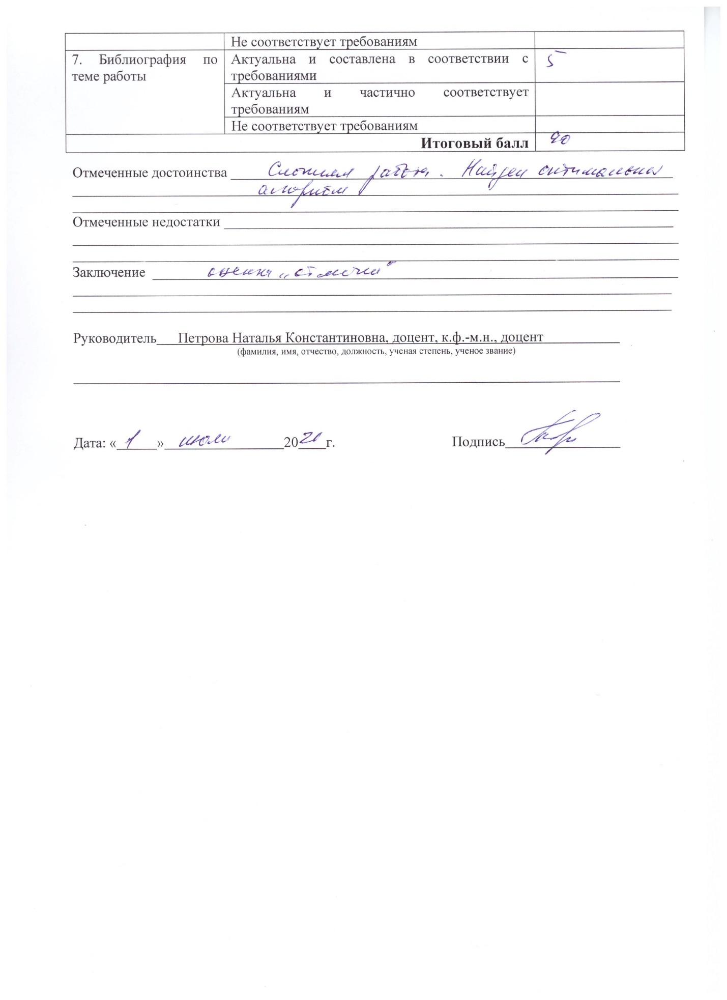 Не соответствует требованиям
7. Библиография по теме работы
Актуальна и составлена в соответствии с требованиями
5
Актуальна и частично соответствует требованиям
Не соответствует требованиям
Итоговый балл 90
Отмеченные достоинства Сложная работа. Найден оптимальный
алгоритм
Отмеченные недостатки
Заключение оценка „отлично“
Руководитель Петрова Наталья Константиновна, доцент, к.ф.-м.н., доцент
(фамилия, имя, отчество, должность, ученая степень, ученое звание)
Дата: «1» июля 2021г. Подпись